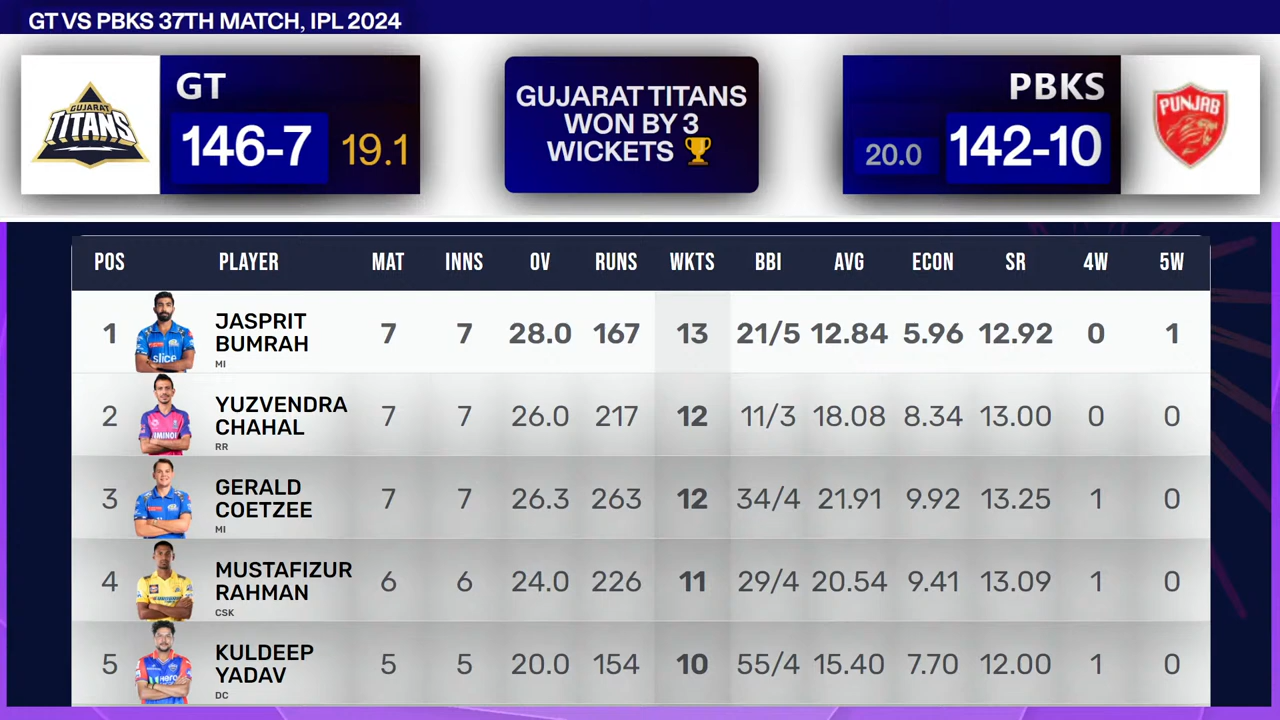 GT VS PBKS 37TH MATCH, IPL 2024
GUJARAT
TITANS
GT
146-7 19.1
GUJARAT TITANS
WON BY 3
WICKETS 🏆
PBKS
20.0 142-10
PUNJAB
POS PLAYER MAT INNS OV RUNS WKTS BBI AVG ECON SR 4W 5W
1 JASPRIT BUMRAH MI 7 7 28.0 167 13 21/5 12.84 5.96 12.92 0 1
slice
2 YUZVENDRA CHAHAL RR 7 7 26.0 217 12 11/3 18.08 8.34 13.00 0 0
3 GERALD COETZEE MI 7 7 26.3 263 12 34/4 21.91 9.92 13.25 1 0
4 MUSTAFIZUR RAHMAN CSK 6 6 24.0 226 11 29/4 20.54 9.41 13.09 1 0
5 KULDEEP YADAV DC 5 5 20.0 154 10 55/4 15.40 7.70 12.00 1 0